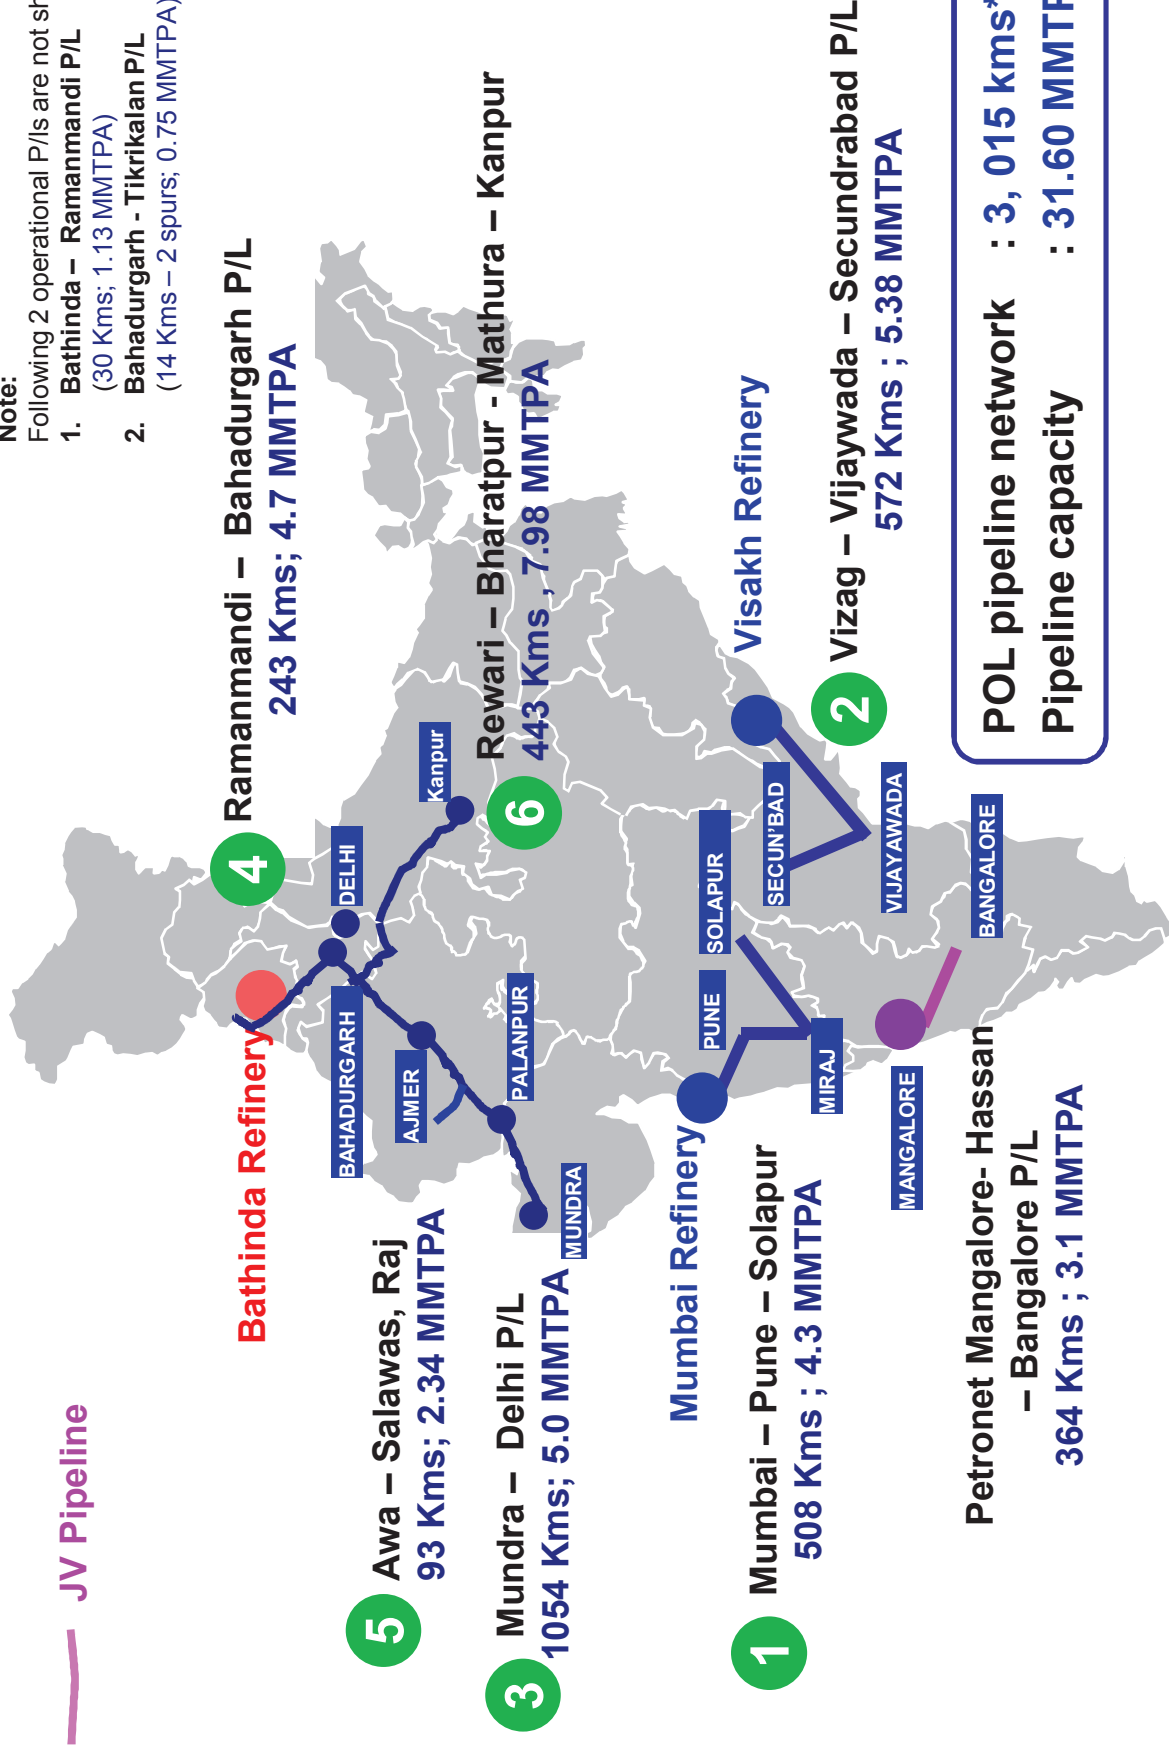 JV Pipeline
Note:
Following 2 operational P/ls are not
1. Bathinda – Ramanmandi P/L
(30 Kms; 1.13 MMTPA)
2. Bahadurgarh - Tikrikalan P/L
(14 Kms – 2 spurs; 0.75 MMTPA)
4
Ramanmandi – Bahadurgarh P/L
243 Kms; 4.7 MMTPA
Bathinda Refinery
DELHI
BAHADURGARH
5
Awa – Salawas, Raj
93 Kms; 2.34 MMTPA
AJMER
Kanpur
6
Rewari – Bharatpur - Mathura – Kanpur
443 Kms , 7.98 MMTPA
3
Mundra – Delhi P/L
1054 Kms; 5.0 MMTPA
PALANPUR
MUNDRA
Mumbai Refinery
PUNE
SOLAPUR
SECUN'BAD
Visakh Refinery
1
Mumbai – Pune – Solapur
508 Kms ; 4.3 MMTPA
MIRAJ
2
Vizag – Vijaywada – Secundrabad P/L
572 Kms ; 5.38 MMTPA
VIJAYAWADA
MANGALORE
BANGALORE
Petronet Mangalore- Hassan
– Bangalore P/L
364 Kms ; 3.1 MMTPA
POL pipeline network : 3, 015 kms*
Pipeline capacity : 31.60